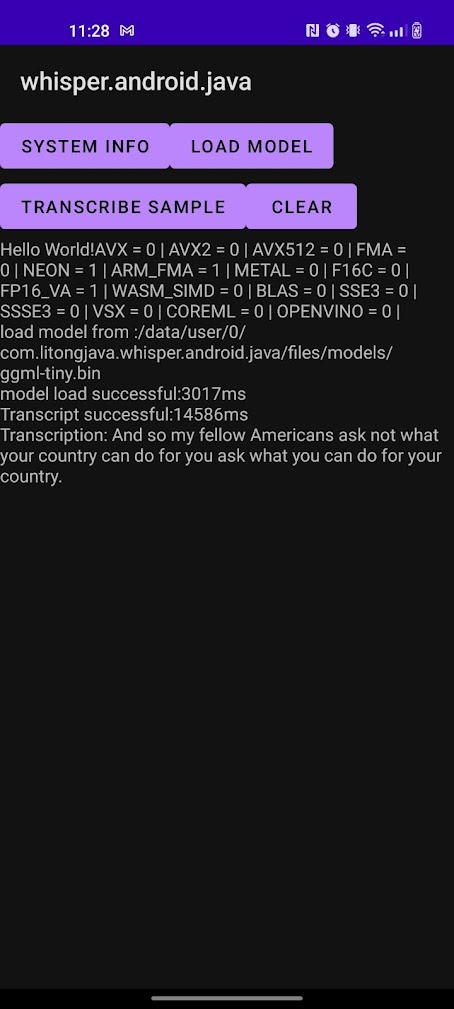 11:28
whisper.android.java
SYSTEM INFO LOAD MODEL
TRANSCRIBE SAMPLE CLEAR
Hello World!AVX = 0 | AVX2 = 0 | AVX512 = 0 | FMA =
0 | NEON = 1 | ARM_FMA = 1 | METAL = 0 | F16C = 0 |
FP16_VA = 1 | WASM_SIMD = 0 | BLAS = 0 | SSE3 = 0 |
SSSE3 = 0 | VSX = 0 | COREML = 0 | OPENVINO = 0 |
load model from :/data/user/0/
com.litongjava.whisper.android.java/files/models/
ggml-tiny.bin
model load successful:3017ms
Transcript successful:14586ms
Transcription: And so my fellow Americans ask not what
your country can do for you ask what you can do for your
country.